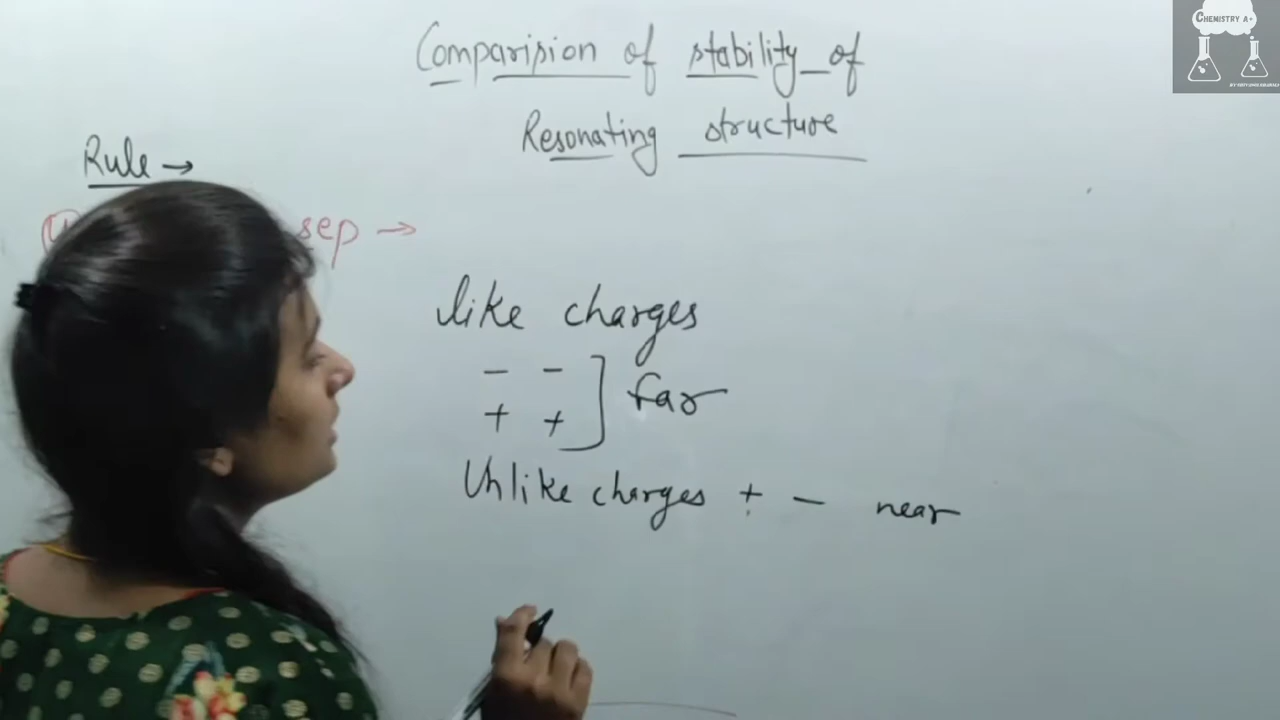 Comparision of stability of
Resonating structure
Rule →
sep →
like charges
- -
+ +
far
Unlike charges + - near
CHEMISTRY A+